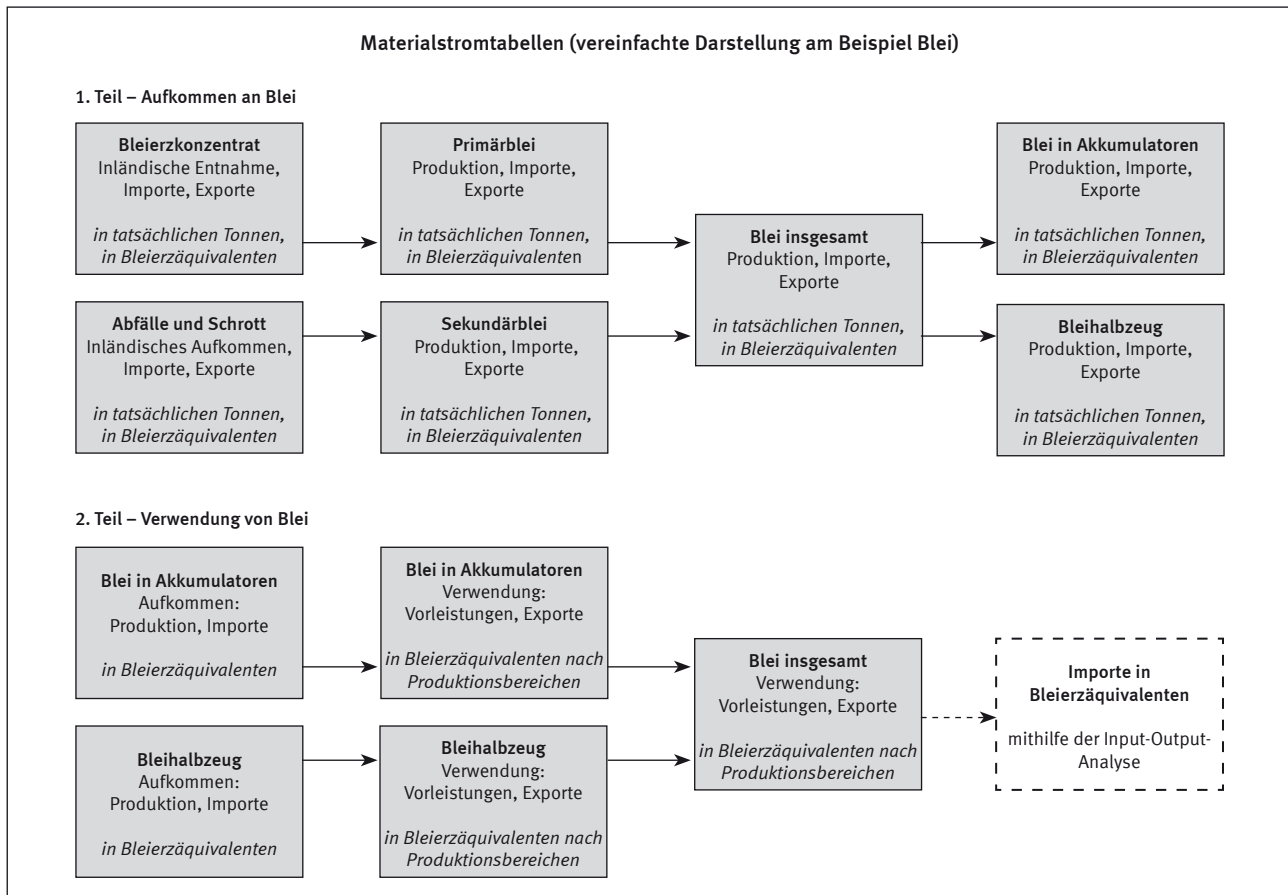 Materialstromtabellen (vereinfachte Darstellung am Beispiel Blei)
1. Teil – Aufkommen an Blei
Bleierzkonzentrat
Inländische Entnahme,
Importe, Exporte
in tatsächlichen Tonnen,
in Bleierzäquivalenten
Primärblei
Produktion, Importe,
Exporte
in tatsächlichen Tonnen,
in Bleierzäquivalenten
Abfälle und Schrott
Inländisches Aufkommen,
Importe, Exporte
in tatsächlichen Tonnen,
in Bleierzäquivalenten
Sekundärblei
Produktion, Importe,
Exporte
in tatsächlichen Tonnen,
in Bleierzäquivalenten
Blei insgesamt
Produktion, Importe,
Exporte
in tatsächlichen Tonnen,
in Bleierzäquivalenten
Blei in Akkumulatoren
Produktion, Importe,
Exporte
in tatsächlichen Tonnen,
in Bleierzäquivalenten
Bleihalbzeug
Produktion, Importe,
Exporte
in tatsächlichen Tonnen,
in Bleierzäquivalenten
2. Teil – Verwendung von Blei
Blei in Akkumulatoren
Aufkommen:
Produktion, Importe
in Bleierzäquivalenten
Blei in Akkumulatoren
Verwendung:
Vorleistungen, Exporte
in Bleierzäquivalenten nach
Produktionsbereichen
Bleihalbzeug
Aufkommen:
Produktion, Importe
in Bleierzäquivalenten
Bleihalbzeug
Verwendung:
Vorleistungen, Exporte
in Bleierzäquivalenten nach
Produktionsbereichen
Blei insgesamt
Verwendung:
Vorleistungen, Exporte
in Bleierzäquivalenten nach
Produktionsbereichen
Importe in
Bleierzäquivalenten
mithilfe der Input-Output-
Analyse